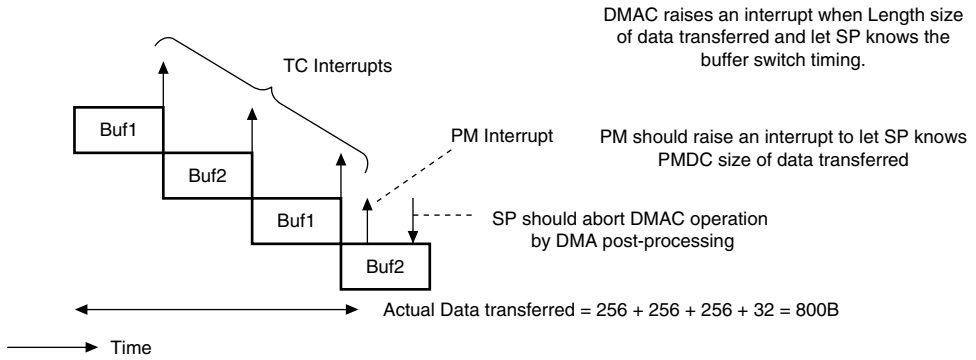 DMAC raises an interrupt when Length size
of data transferred and let SP knows the
buffer switch timing.
TC Interrupts
Buf1
PM Interrupt
PM should raise an interrupt to let SP knows
PMDC size of data transferred
Buf2
Buf1
SP should abort DMAC operation
by DMA post-processing
Buf2
Actual Data transferred = 256 + 256 + 256 + 32 = 800B
Time